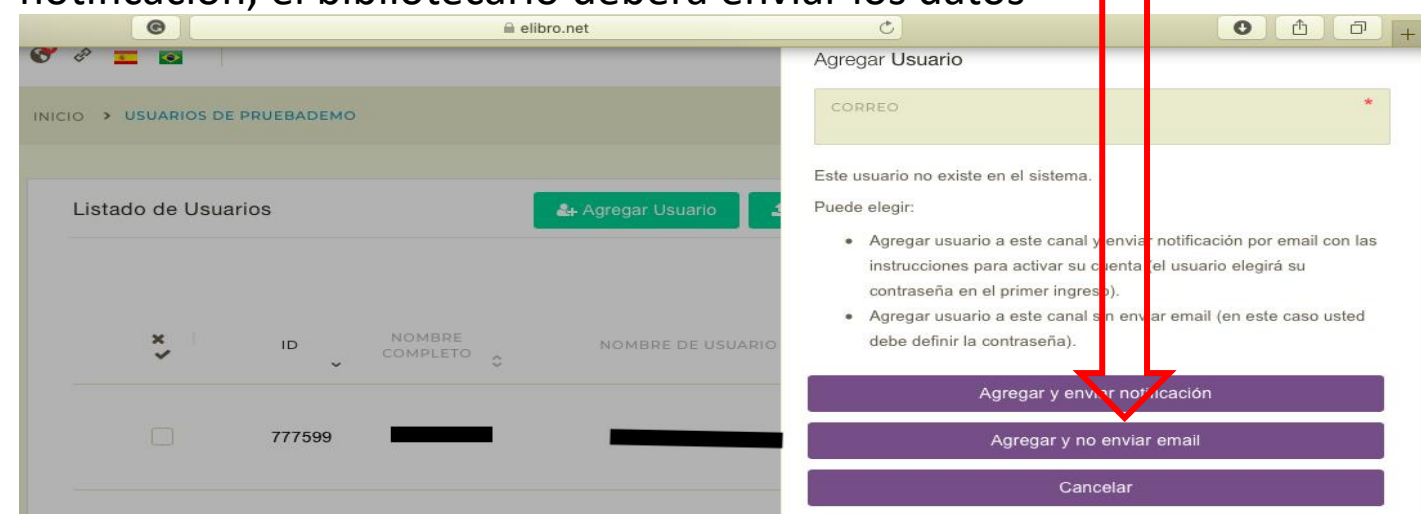 notificación, el bibliotecario deberá enviar los datos
elibro.net
INICIO > USUARIOS DE PRUEBADEMO
Listado de Usuarios
Agregar Usuario
ID
NOMBRE
COMPLETO
NOMBRE DE USUARIO
777599
Agregar Usuario
CORREO *
Este usuario no existe en el sistema.
Puede elegir:
• Agregar usuario a este canal y enviar notificación por email con las
instrucciones para activar su cuenta (el usuario elegirá su
contraseña en el primer ingreso).
• Agregar usuario a este canal sin enviar email (en este caso usted
debe definir la contraseña).
Agregar y enviar notificación
Agregar y no enviar email
Cancelar